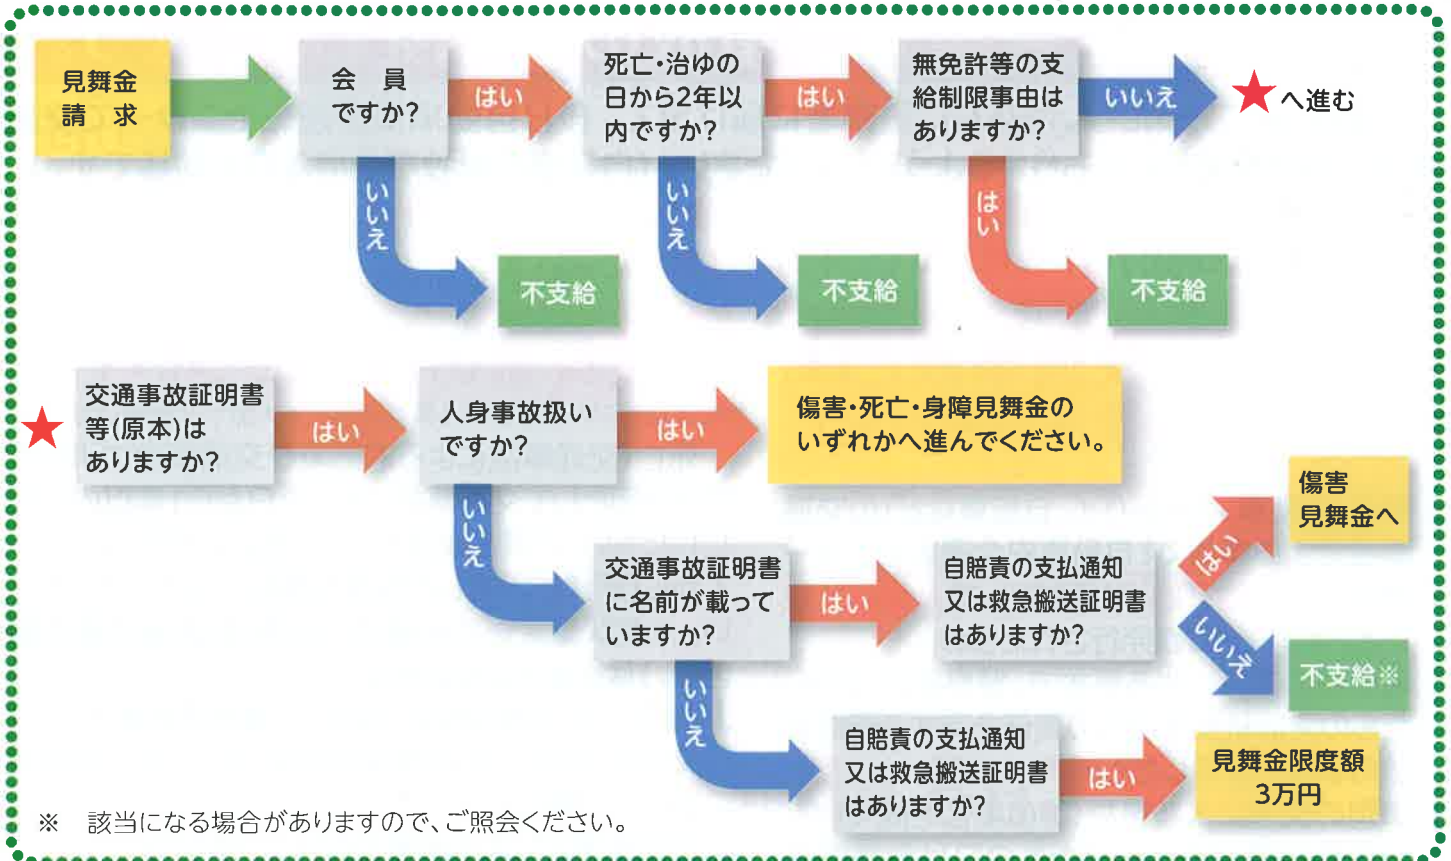 見舞金
請　求
会　員
ですか?
はい
死亡・治ゆの
日から2年以
内ですか?
はい
無免許等の支
給制限事由は
ありますか?
いいえ
★へ進む
いいえ
不支給
いいえ
不支給
はい
不支給
★
交通事故証明書
等(原本)は
ありますか?
はい
人身事故扱い
ですか?
はい
傷害・死亡・身障見舞金の
いずれかへ進んでください。
いいえ
交通事故証明書
に名前が載って
いますか?
はい
自賠責の支払通知
又は救急搬送証明書
はありますか?
はい
傷害
見舞金へ
いいえ
不支給※
いいえ
自賠責の支払通知
又は救急搬送証明書
はありますか?
はい
見舞金限度額
3万円
※　該当になる場合がありますので、ご照会ください。